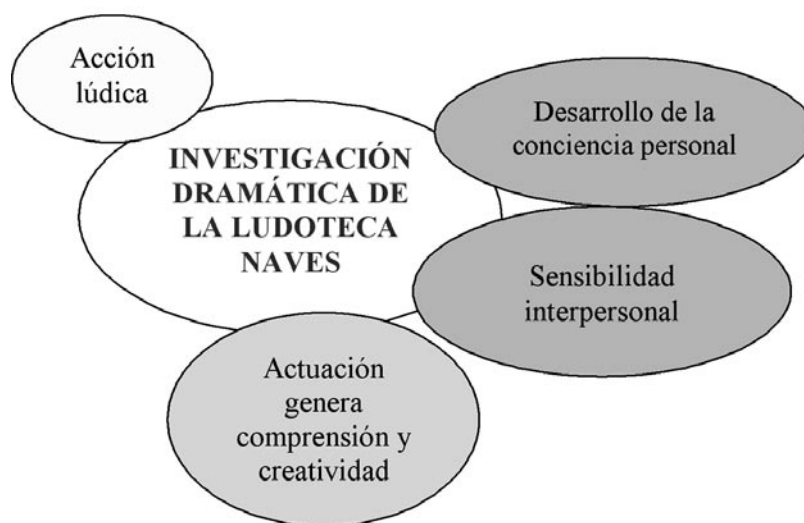 Acción
lúdica
Desarrollo de la
conciencia personal
INVESTIGACIÓN
DRAMÁTICA DE
LA LUDOTECA
NAVES
Sensibilidad
interpersonal
Actuación
genera
comprensión y
creatividad